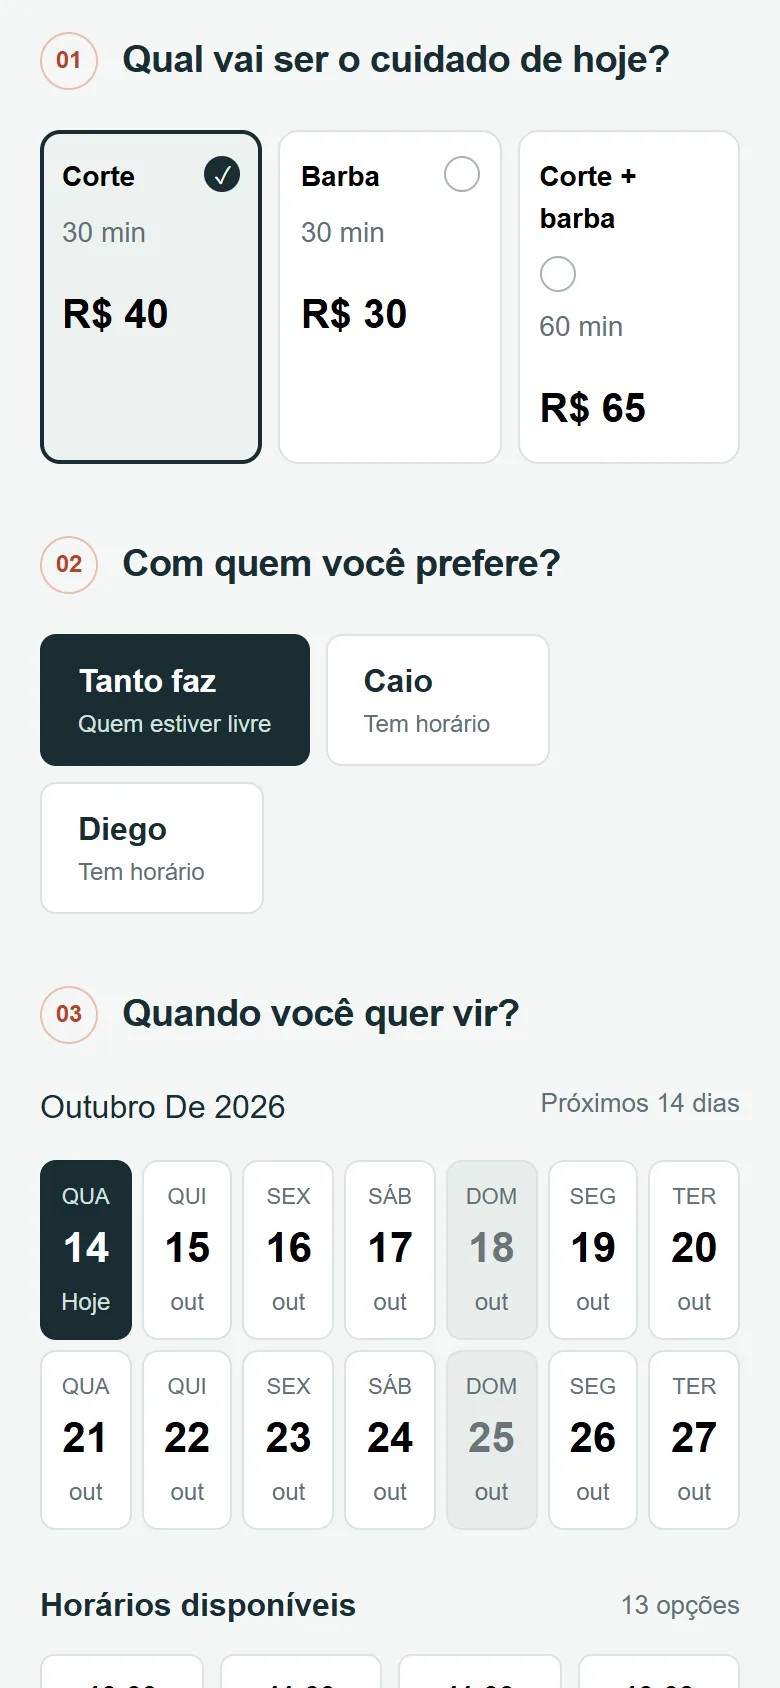 01 Qual vai ser o cuidado de hoje?
Corte
30 min
R$ 40
Barba
30 min
R$ 30
Corte +
barba
60 min
R$ 65
02 Com quem você prefere?
Tanto faz
Quem estiver livre
Caio
Tem horário
Diego
Tem horário
03 Quando você quer vir?
Outubro De 2026 Próximos 14 dias
QUA QUI SEX SÁB DOM SEG TER
14 15 16 17 18 19 20
Hoje out out out out out out
QUA QUI SEX SÁB DOM SEG TER
21 22 23 24 25 26 27
out out out out out out out
Horários disponíveis 13 opções